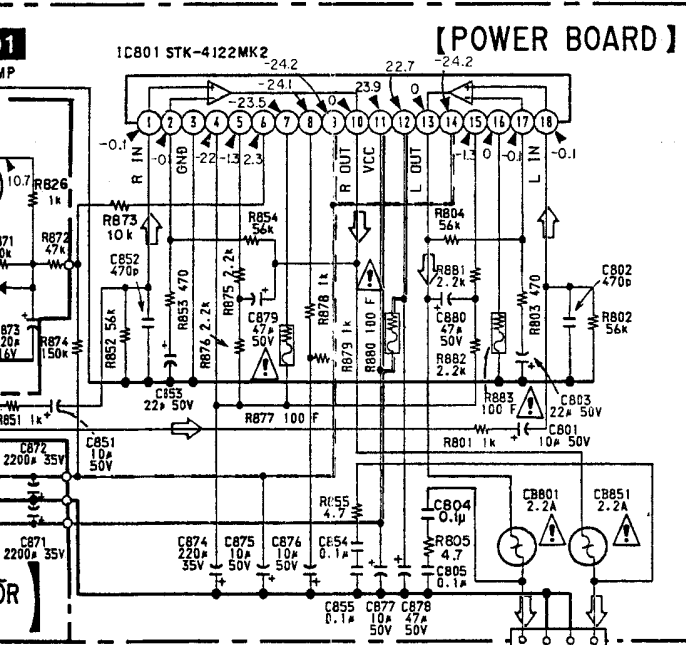 【POWER BOARD】
IC801 STK-4122MK2
01
MP
-24.2
-24.1
-23.5
0
23.9
22.7
0
-24.2
1 2 3 4 5 6 7 8 9 10 11 12 13 14 15 16 17 18
-0.1
-22
-1.3
2.3
-1.3
0
-0.1
-0.1
R IN
GND
R OUT
VCC
L OUT
L IN
10.7
R826
1k
R872
47k
R873
10k
R854
56k
R804
56k
C852
470p
R853 470
R875 2.2k
R876 2.2k
R878 1k
R879 1k
R880 100 F
R881
2.2k
R803 470
C802
470p
R802
56k
R852 56k
R874
150k
16V
C879
47µ
50V
C880
47µ
50V
R882
2.2k
R883
100 F
C853
22µ 50V
C803
22µ 50V
R877 100 F
R851 1k
C851
10µ
50V
R801 1k
C801
10µ 50V
C872
2200µ 35V
C871
2200µ 35V
R855
4.7
C804
0.1µ
CB801
2.2A
CB851
2.2A
R805
4.7
C874
220µ
35V
C875
10µ
50V
C876
10µ
50V
C854
0.1µ
C805
0.1µ
C855
0.1µ
C877
10µ
50V
C878
47µ
50V
OR